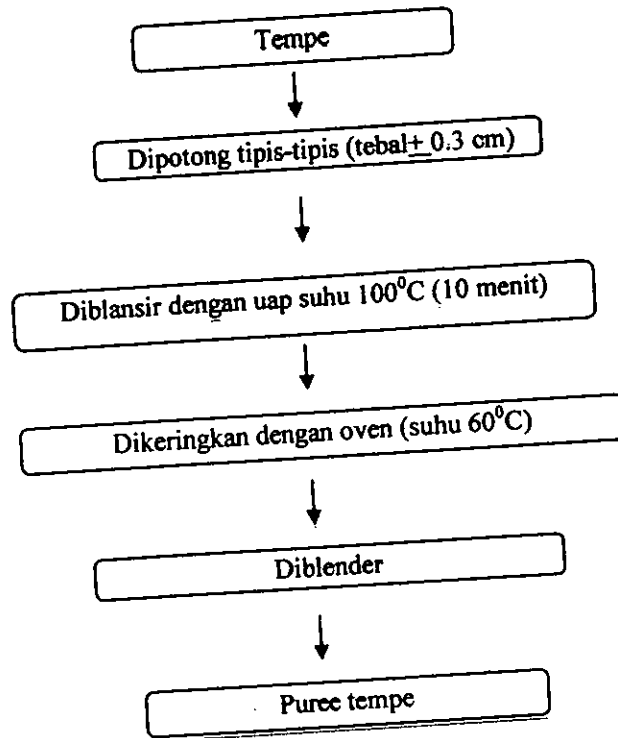 Tempe
Dipotong tipis-tipis (tebal± 0.3 cm)
Diblansir dengan uap suhu 100⁰C (10 menit)
Dikeringkan dengan oven (suhu 60⁰C)
Diblender
Puree tempe